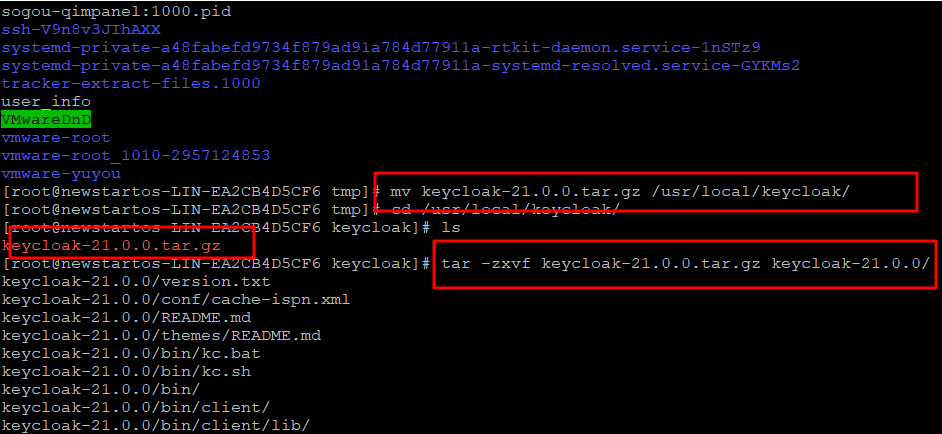 sogou-qimpanel:1000.pid
ssh-V9n8v3JIhAXX
systemd-private-a48fabefd9734f879ad91a784d77911a-rtkit-daemon.service-1nSTz9
systemd-private-a48fabefd9734f879ad91a784d77911a-systemd-resolved.service-GYKMs2
tracker-extract-files.1000
user_info
VMwareDnD
vmware-root
vmware-root_1010-2957124853
vmware-yuyou
[root@newstartos-LIN-EA2CB4D5CF6 tmp]# mv keycloak-21.0.0.tar.gz /usr/local/keycloak/
[root@newstartos-LIN-EA2CB4D5CF6 tmp]# cd /usr/local/keycloak/
[root@newstartos-LIN-EA2CB4D5CF6 keycloak]# ls
keycloak-21.0.0.tar.gz
[root@newstartos-LIN-EA2CB4D5CF6 keycloak]# tar -zxvf keycloak-21.0.0.tar.gz keycloak-21.0.0/
keycloak-21.0.0/version.txt
keycloak-21.0.0/conf/cache-ispn.xml
keycloak-21.0.0/README.md
keycloak-21.0.0/themes/README.md
keycloak-21.0.0/bin/kc.bat
keycloak-21.0.0/bin/kc.sh
keycloak-21.0.0/bin/
keycloak-21.0.0/bin/client/
keycloak-21.0.0/bin/client/lib/